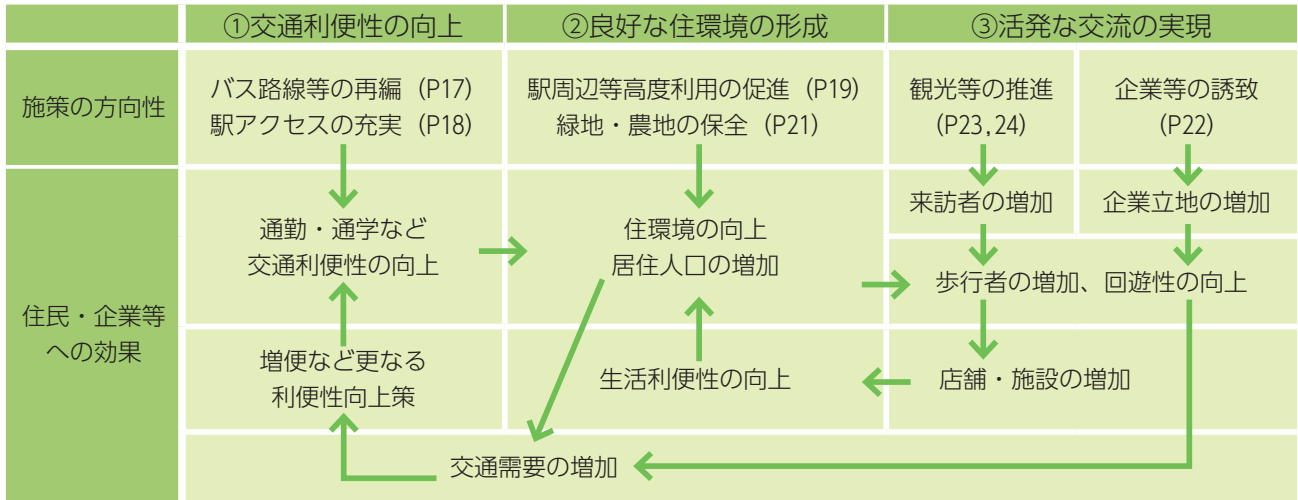 ①交通利便性の向上
②良好な住環境の形成
③活発な交流の実現
施策の方向性
バス路線等の再編（P17）
駅アクセスの充実（P18）
駅周辺等高度利用の促進（P19）
緑地・農地の保全（P21）
観光等の推進
（P23,24）
企業等の誘致
（P22）
住民・企業等
への効果
通勤・通学など
交通利便性の向上
住環境の向上
居住人口の増加
来訪者の増加
企業立地の増加
歩行者の増加、回遊性の向上
増便など更なる
利便性向上策
生活利便性の向上
店舗・施設の増加
交通需要の増加